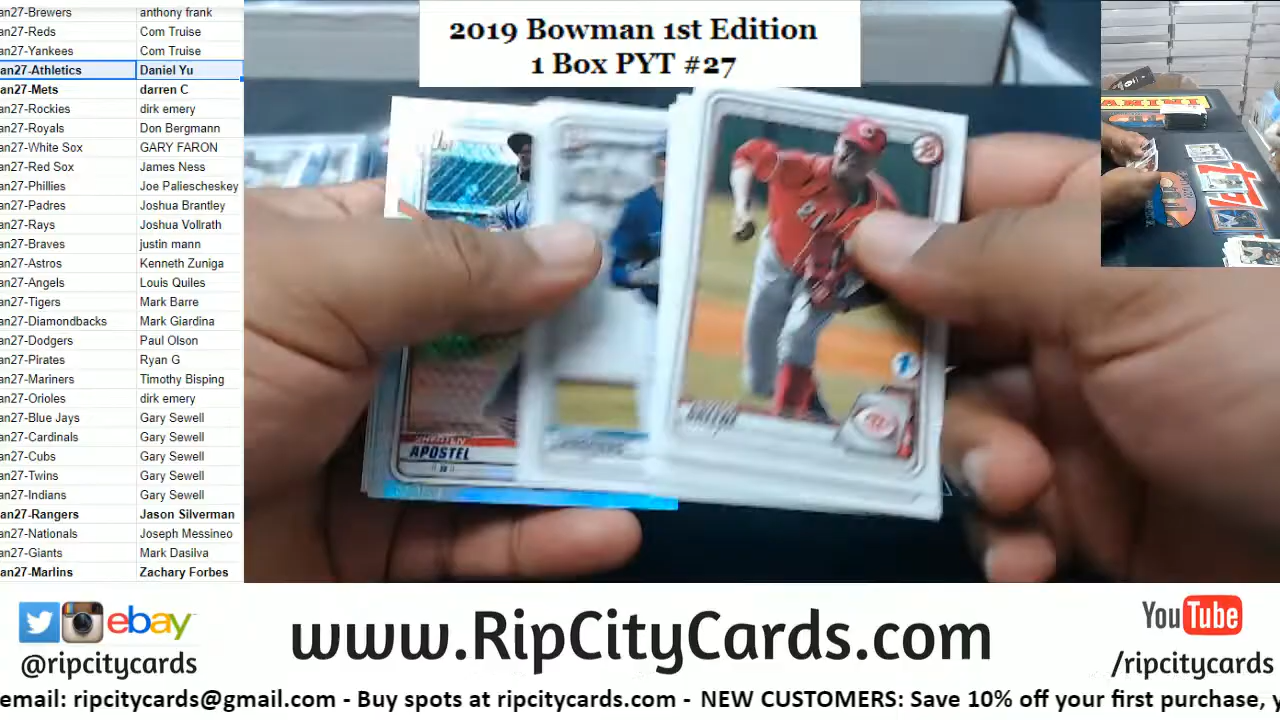 an27-Brewers anthony frank
an27-Reds Com Truise
an27-Yankees Com Truise
an27-Athletics Daniel Yu
an27-Mets darren C
an27-Rockies dirk emery
an27-Royals Don Bergmann
an27-White Sox GARY FARON
an27-Red Sox James Ness
an27-Phillies Joe Paliescheskey
an27-Padres Joshua Brantley
an27-Rays Joshua Vollrath
an27-Braves justin mann
an27-Astros Kenneth Zuniga
an27-Angels Louis Quiles
an27-Tigers Mark Barre
an27-Diamondbacks Mark Giardina
an27-Dodgers Paul Olson
an27-Pirates Ryan G
an27-Mariners Timothy Bisping
an27-Orioles dirk emery
an27-Blue Jays Gary Sewell
an27-Cardinals Gary Sewell
an27-Cubs Gary Sewell
an27-Twins Gary Sewell
an27-Indians Gary Sewell
an27-Rangers Jason Silverman
an27-Nationals Joseph Messineo
an27-Giants Mark Dasilva
an27-Marlins Zachary Forbes
2019 Bowman 1st Edition
1 Box PYT #27
APOSTEL
PANINI
ebay
@ripcitycards
www.RipCityCards.com
YouTube
/ripcitycards
email: ripcitycards@gmail.com - Buy spots at ripcitycards.com - NEW CUSTOMERS: Save 10% off your first purchase, y